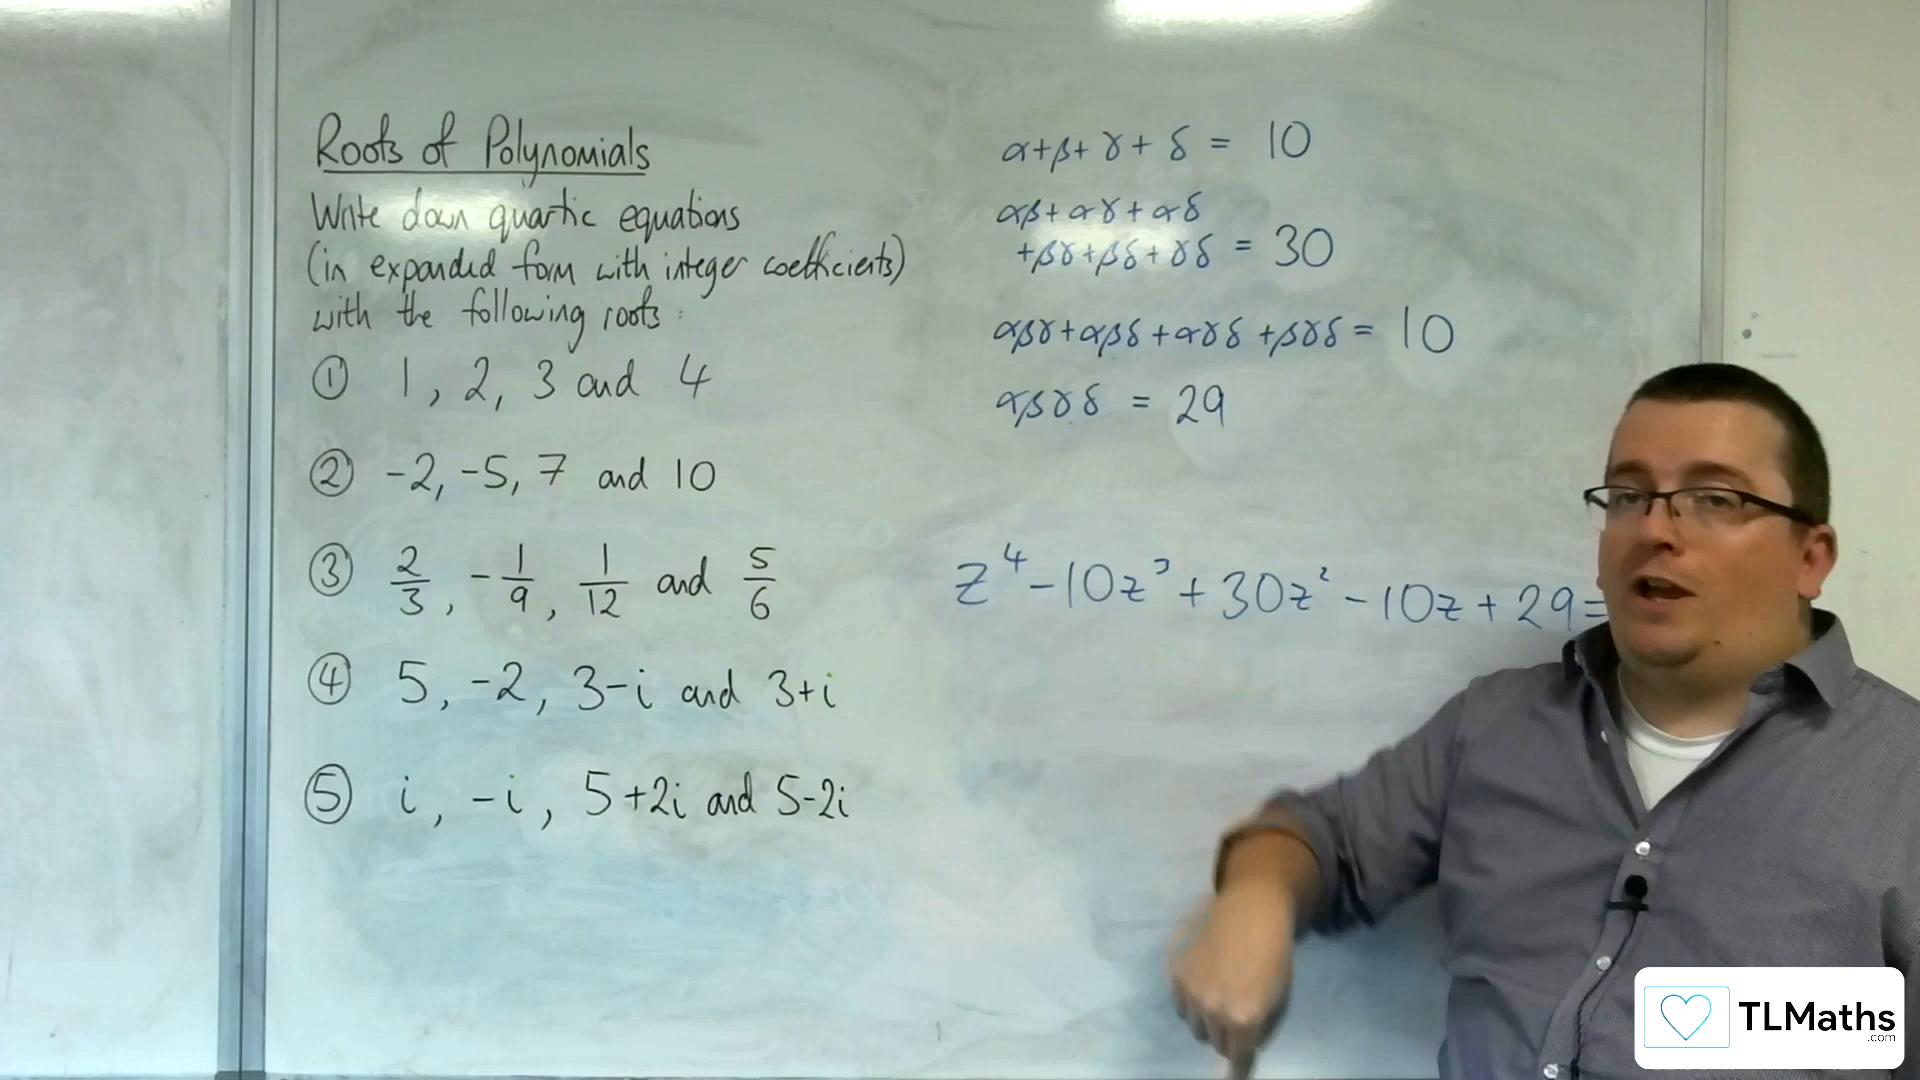 Roots of Polynomials
Write down quartic equations
(in expanded form with integer coefficients)
with the following roots:
① 1, 2, 3 and 4
② -2, -5, 7 and 10
③ 2/3, -1/9, 1/12 and 5/6
④ 5, -2, 3-i and 3+i
⑤ i, -i, 5+2i and 5-2i
α+β+γ+δ = 10
αβ+αγ+αδ
+βγ+βδ+γδ = 30
αβγ+αβδ+αγδ+βγδ = 10
αβγδ = 29
z⁴-10z³+30z²-10z+29=
TLMaths
.com